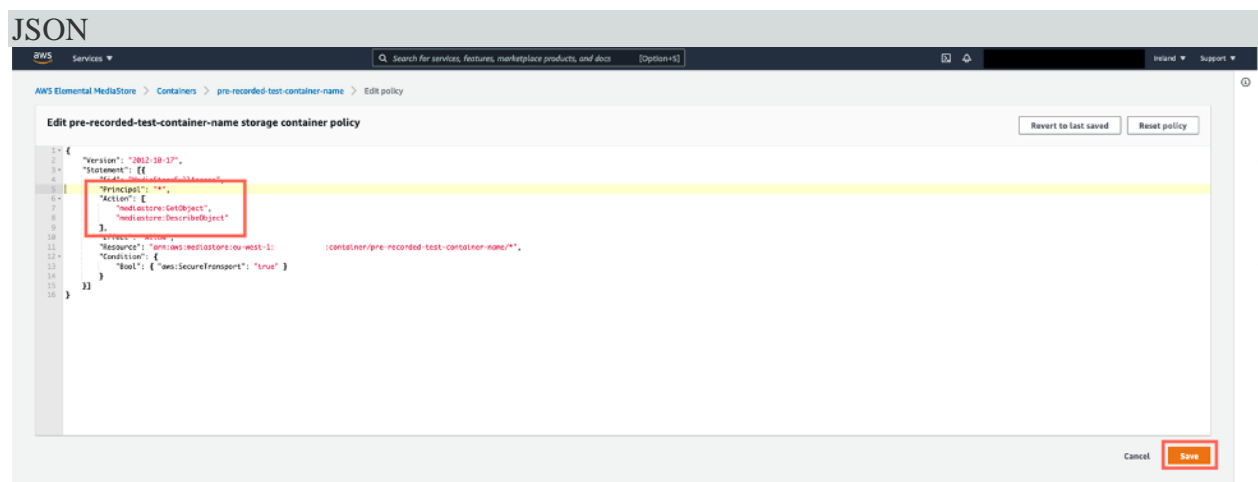 JSON
aws Services ▼ Search for services, features, marketplace products, and docs [Option+S] Ireland ▼ Support ▼
AWS Elemental MediaStore > Containers > pre-recorded-test-container-name > Edit policy
Edit pre-recorded-test-container-name storage container policy Revert to last saved Reset policy
1 {
2 "Version": "2012-10-17",
3 "Statement": [{
4
5 "Principal": "*",
6 "Action": [
7 "mediastore:GetObject",
8 "mediastore:DescribeObject"
9 ],
10
11 "Resource": "arn:aws:mediastore:eu-west-1: :container/pre-recorded-test-container-name/*",
12 "Condition": {
13 "Bool": { "aws:SecureTransport": "true" }
14 }
15 }]
16 }
Cancel Save